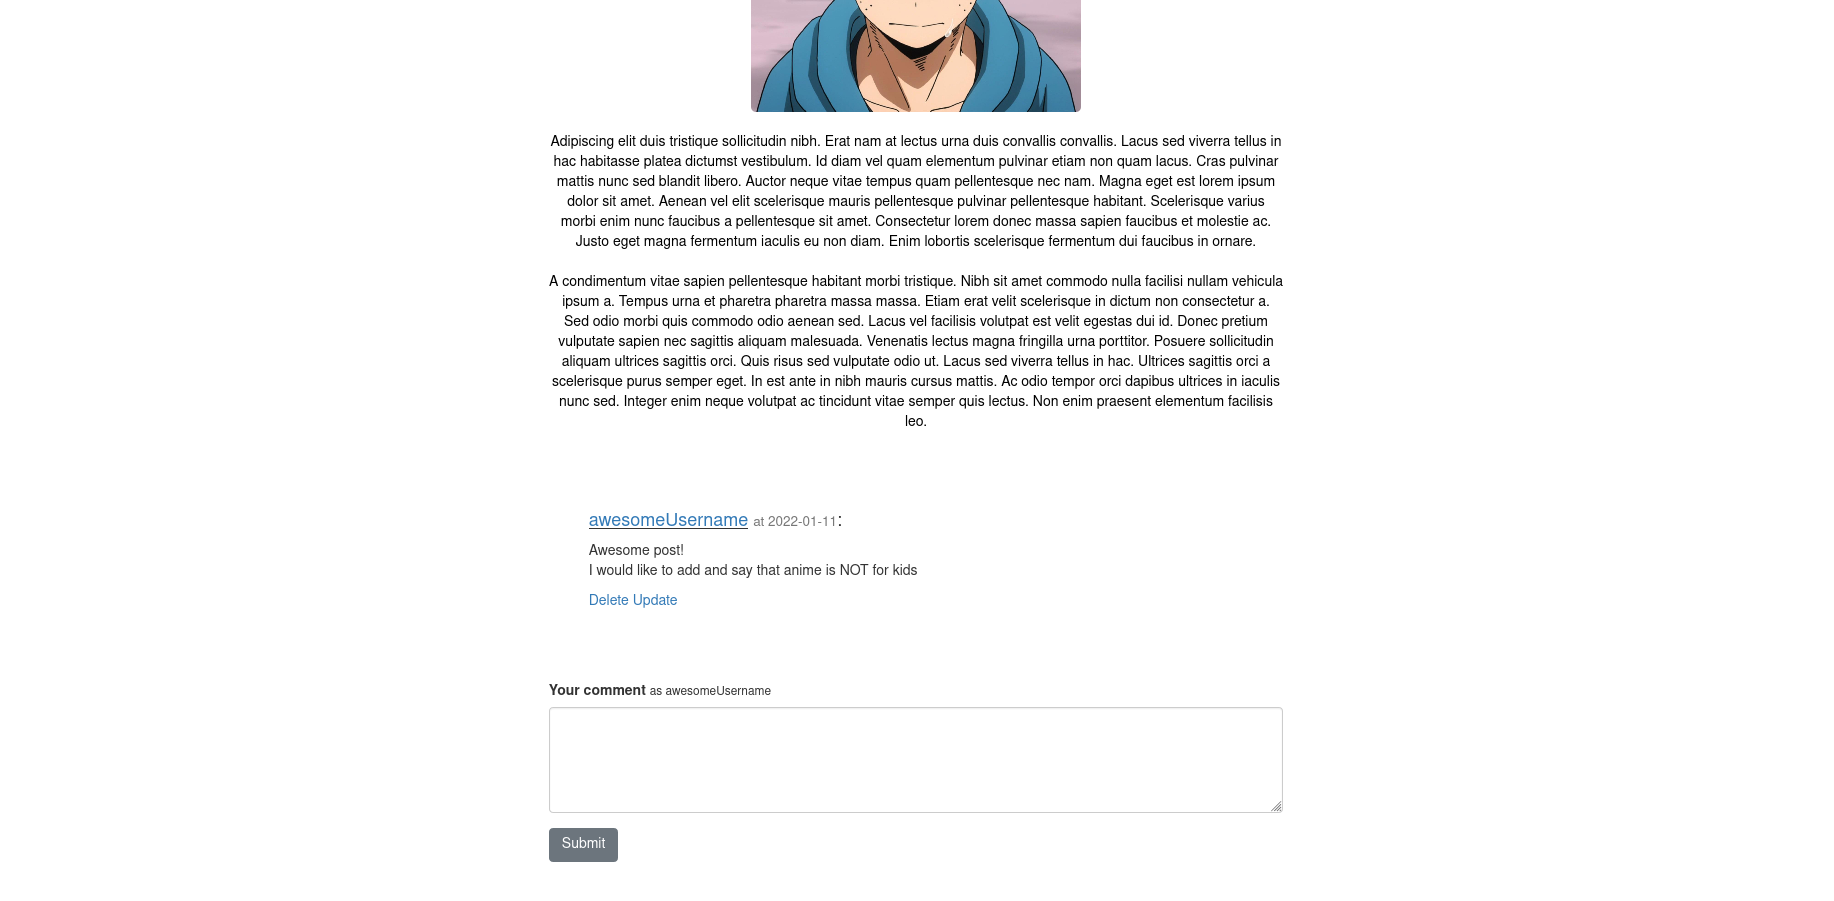 Adipiscing elit duis tristique sollicitudin nibh. Erat nam at lectus urna duis convallis convallis. Lacus sed viverra tellus in
hac habitasse platea dictumst vestibulum. Id diam vel quam elementum pulvinar etiam non quam lacus. Cras pulvinar
mattis nunc sed blandit libero. Auctor neque vitae tempus quam pellentesque nec nam. Magna eget est lorem ipsum
dolor sit amet. Aenean vel elit scelerisque mauris pellentesque pulvinar pellentesque habitant. Scelerisque varius
morbi enim nunc faucibus a pellentesque sit amet. Consectetur lorem donec massa sapien faucibus et molestie ac.
Justo eget magna fermentum iaculis eu non diam. Enim lobortis scelerisque fermentum dui faucibus in ornare.
A condimentum vitae sapien pellentesque habitant morbi tristique. Nibh sit amet commodo nulla facilisi nullam vehicula
ipsum a. Tempus urna et pharetra pharetra massa massa. Etiam erat velit scelerisque in dictum non consectetur a.
Sed odio morbi quis commodo odio aenean sed. Lacus vel facilisis volutpat est velit egestas dui id. Donec pretium
vulputate sapien nec sagittis aliquam malesuada. Venenatis lectus magna fringilla urna porttitor. Posuere sollicitudin
aliquam ultrices sagittis orci. Quis risus sed vulputate odio ut. Lacus sed viverra tellus in hac. Ultrices sagittis orci a
scelerisque purus semper eget. In est ante in nibh mauris cursus mattis. Ac odio tempor orci dapibus ultrices in iaculis
nunc sed. Integer enim neque volutpat ac tincidunt vitae semper quis lectus. Non enim praesent elementum facilisis
leo.
awesomeUsername at 2022-01-11:
Awesome post!
I would like to add and say that anime is NOT for kids
Delete Update
Your comment as awesomeUsername
Submit